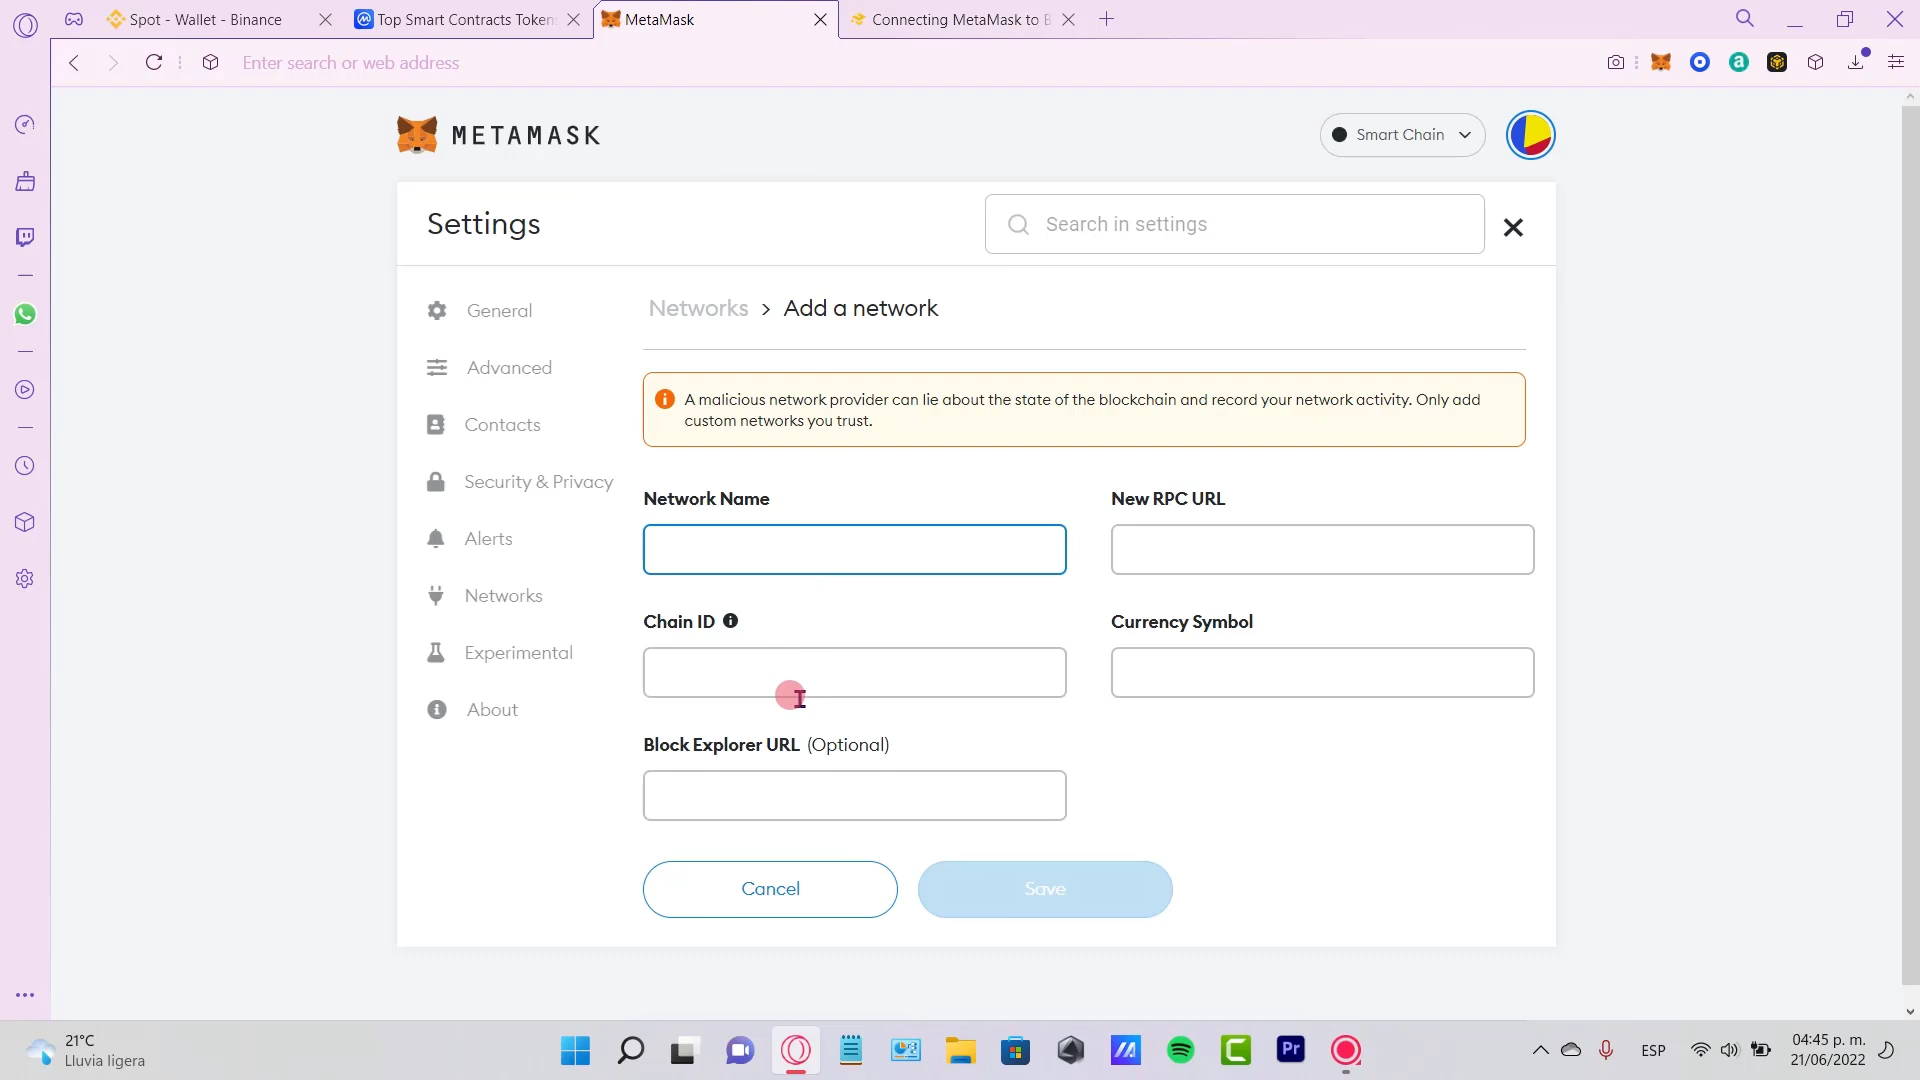 Spot - Wallet - Binance
Top Smart Contracts Token
MetaMask
Connecting MetaMask to B
Enter search or web address
METAMASK
Smart Chain
Settings
Search in settings
General
Advanced
Contacts
Security & Privacy
Alerts
Networks
Experimental
About
Networks > Add a network
A malicious network provider can lie about the state of the blockchain and record your network activity. Only add
custom networks you trust.
Network Name
New RPC URL
Chain ID
Currency Symbol
Block Explorer URL (Optional)
Cancel
Save
21°C
Lluvia ligera
Pr
ESP
04:45 p. m.
21/06/2022